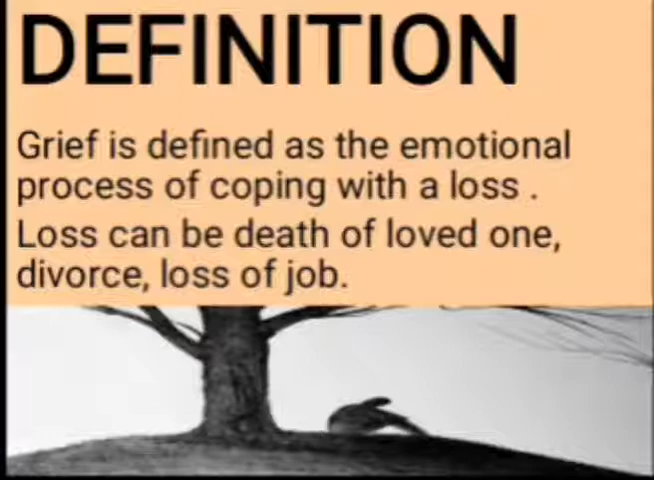 DEFINITION
Grief is defined as the emotional
process of coping with a loss .
Loss can be death of loved one,
divorce, loss of job.